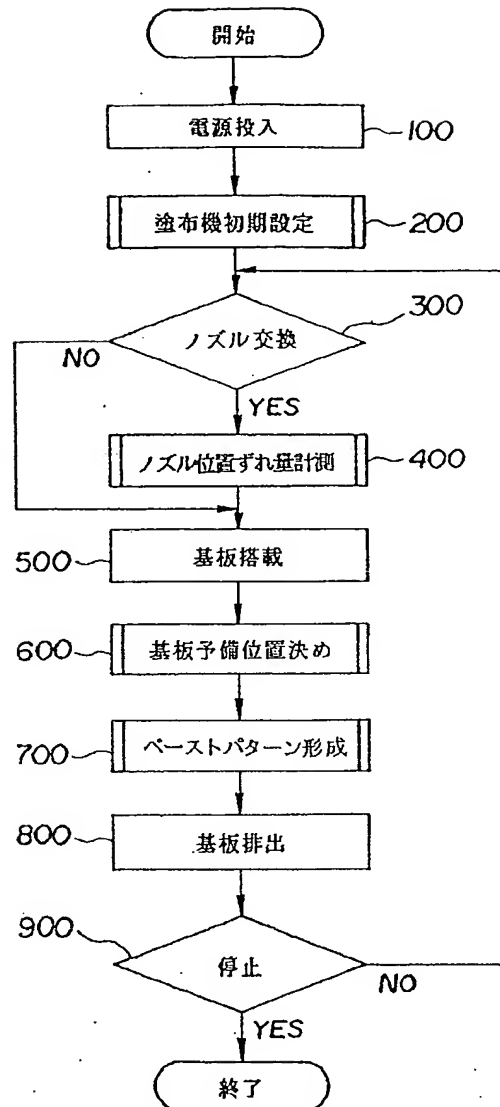 開始
電源投入
100
塗布機初期設定
200
300
ノズル交換
NO
YES
ノズル位置ずれ量計測
400
500
基板搭載
600
基板予備位置決め
700
ペーストパターン形成
800
基板排出
900
停止
NO
YES
終了